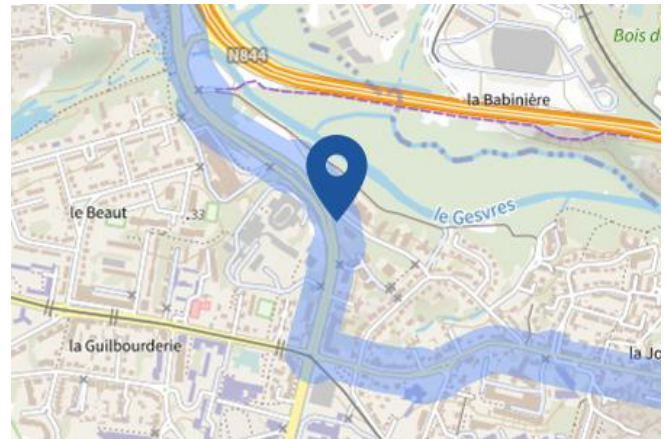 Bois d
N844
la Babinière
le Beaut
.33
le Gesvres
la Guilbourderie
la Jo